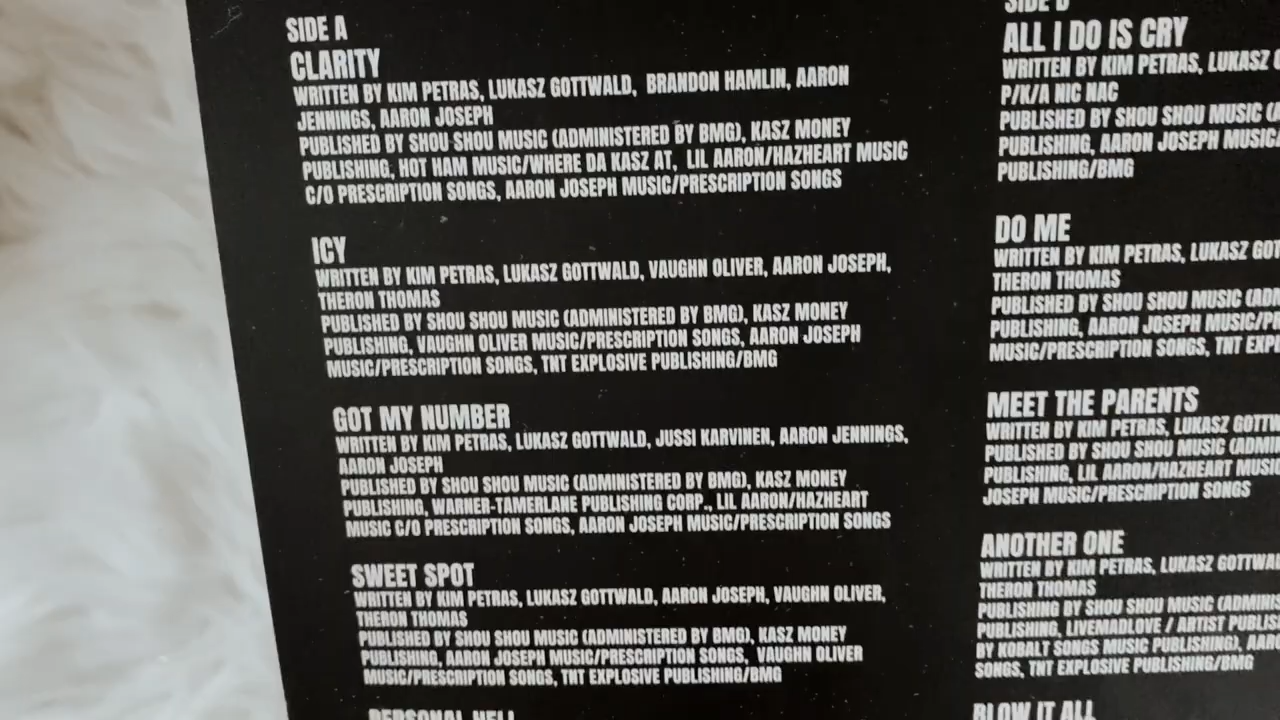 SIDE A
CLARITY
WRITTEN BY KIM PETRAS, LUKASZ GOTTWALD, BRANDON HAMLIN, AARON
JENNINGS, AARON JOSEPH
PUBLISHED BY SHOU SHOU MUSIC (ADMINISTERED BY BMG), KASZ MONEY
PUBLISHING, HOT HAM MUSIC/WHERE DA KASZ AT, LIL AARON/HAZHEART MUSIC
C/O PRESCRIPTION SONGS, AARON JOSEPH MUSIC/PRESCRIPTION SONGS
ICY
WRITTEN BY KIM PETRAS, LUKASZ GOTTWALD, VAUGHN OLIVER, AARON JOSEPH,
THERON THOMAS
PUBLISHED BY SHOU SHOU MUSIC (ADMINISTERED BY BMG), KASZ MONEY
PUBLISHING, VAUGHN OLIVER MUSIC/PRESCRIPTION SONGS, AARON JOSEPH
MUSIC/PRESCRIPTION SONGS, TNT EXPLOSIVE PUBLISHING/BMG
GOT MY NUMBER
WRITTEN BY KIM PETRAS, LUKASZ GOTTWALD, JUSSI KARVINEN, AARON JENNINGS,
AARON JOSEPH
PUBLISHED BY SHOU SHOU MUSIC (ADMINISTERED BY BMG), KASZ MONEY
PUBLISHING, WARNER-TAMERLANE PUBLISHING CORP., LIL AARON/HAZHEART
MUSIC C/O PRESCRIPTION SONGS, AARON JOSEPH MUSIC/PRESCRIPTION SONGS
SWEET SPOT
WRITTEN BY KIM PETRAS, LUKASZ GOTTWALD, AARON JOSEPH, VAUGHN OLIVER,
THERON THOMAS
PUBLISHED BY SHOU SHOU MUSIC (ADMINISTERED BY BMG), KASZ MONEY
PUBLISHING, AARON JOSEPH MUSIC/PRESCRIPTION SONGS, VAUGHN OLIVER
MUSIC/PRESCRIPTION SONGS, TNT EXPLOSIVE PUBLISHING/BMG
PERSONAL HELL
SIDE
ALL I DO IS CRY
WRITTEN BY KIM PETRAS, LUKASZ
P/K/A NIC NAC
PUBLISHED BY SHOU SHOU MUSIC
PUBLISHING, AARON JOSEPH MUSIC
PUBLISHING/BMG
DO ME
WRITTEN BY KIM PETRAS, LUKASZ
THERON THOMAS
PUBLISHED BY SHOU SHOU MUSIC
PUBLISHING, AARON JOSEPH MUSIC/
MUSIC/PRESCRIPTION SONGS, TNT
MEET THE PARENTS
WRITTEN BY KIM PETRAS, LUKASZ
PUBLISHED BY SHOU SHOU MUSIC
PUBLISHING, LIL AARON/HAZHEART
JOSEPH MUSIC/PRESCRIPTION SONGS
ANOTHER ONE
WRITTEN BY KIM PETRAS, LUKASZ
THERON THOMAS
PUBLISHING BY SHOU SHOU MUSIC
PUBLISHING, LIVEMADLOVE / ARTIST
BY KOBALT SONGS MUSIC PUBLISHING),
SONGS, TNT EXPLOSIVE PUBLISHING/BMG
BLOW IT ALL